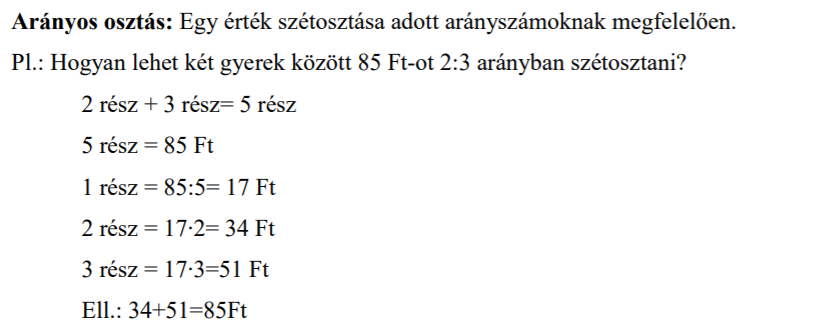 Arányos osztás: Egy érték szétosztása adott arányszámoknak megfelelően.
Pl.: Hogyan lehet két gyerek között 85 Ft-ot 2:3 arányban szétosztani?
2 rész + 3 rész= 5 rész
5 rész = 85 Ft
1 rész = 85:5= 17 Ft
2 rész = 17·2= 34 Ft
3 rész = 17·3=51 Ft
Ell.: 34+51=85Ft